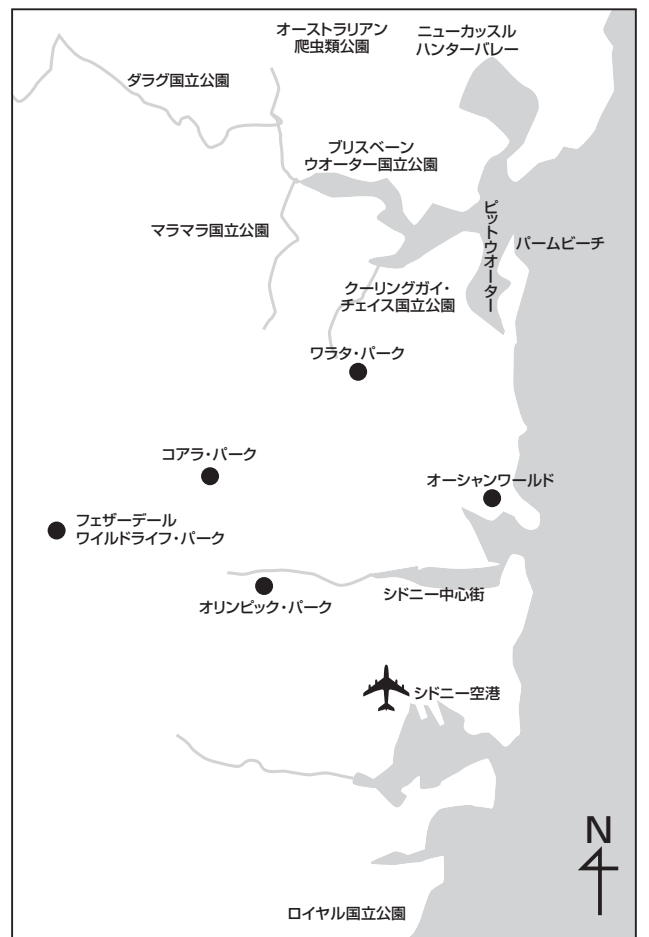 オーストラリアン
爬虫類公園
ニューカッスル
ハンターバレー
ダラグ国立公園
ブリスベーン
ウオーター国立公園
ピットウオーター
マラマラ国立公園
パームビーチ
クーリングガイ・
チェイス国立公園
ワラタ・パーク
コアラ・パーク
オーシャンワールド
フェザーデール
ワイルドライフ・パーク
シドニー中心街
オリンピック・パーク
シドニー空港
N
ロイヤル国立公園